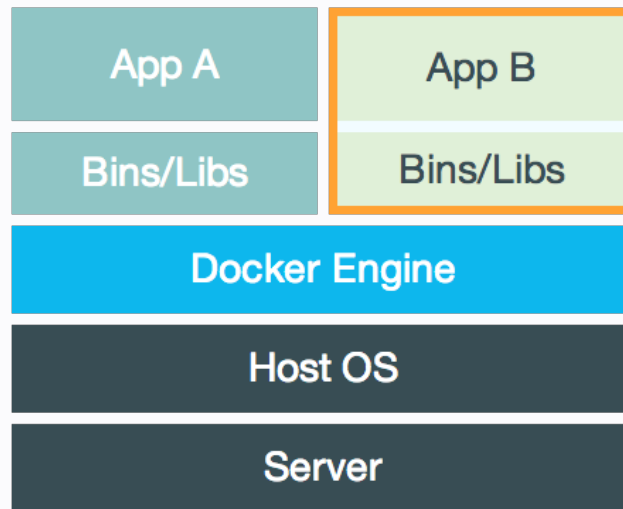 App A
App B
Bins/Libs
Bins/Libs
Docker Engine
Host OS
Server